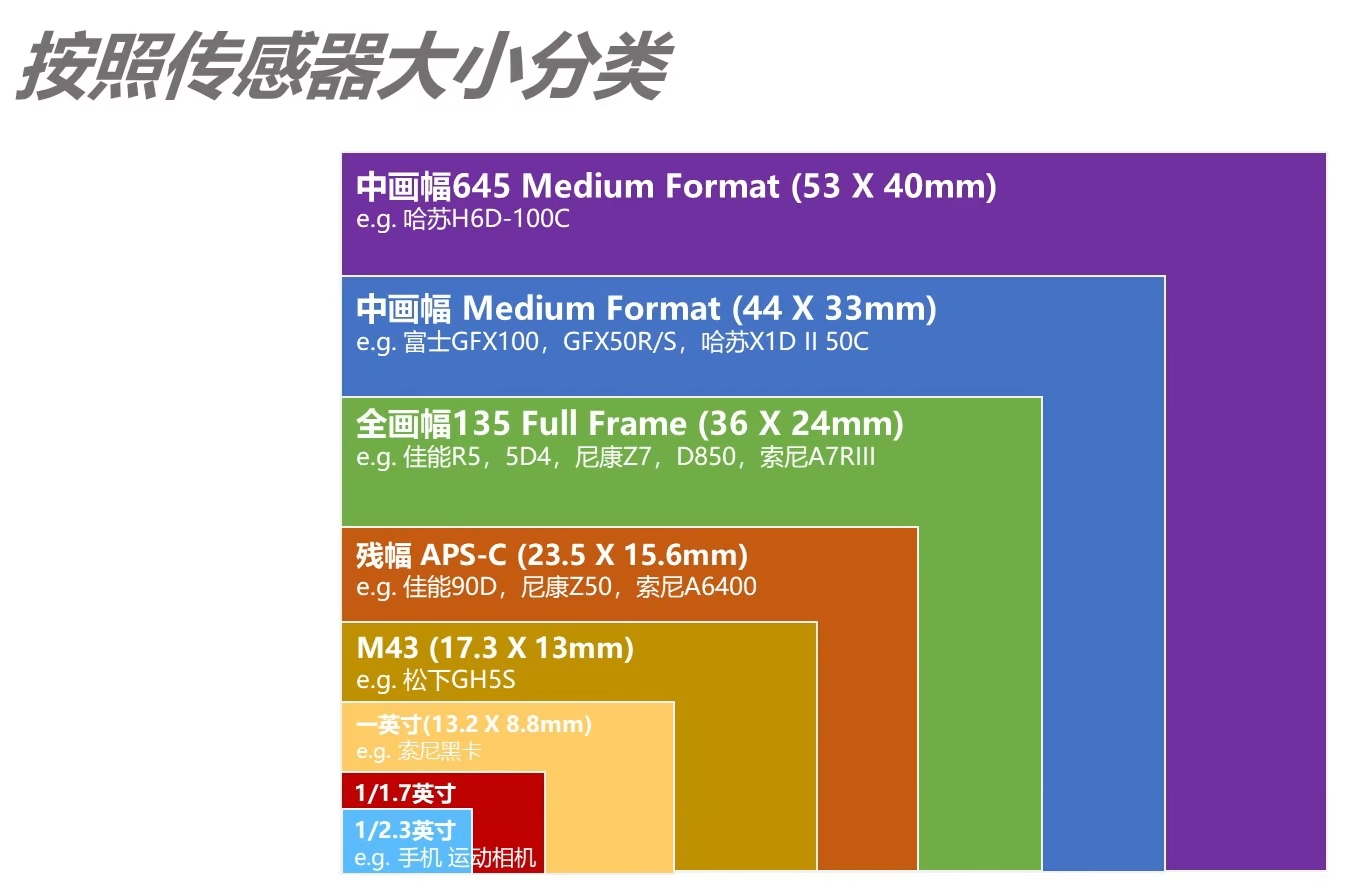 按照传感器大小分类
中画幅645 Medium Format (53 X 40mm)
e.g. 哈苏H6D-100C
中画幅 Medium Format (44 X 33mm)
e.g. 富士GFX100，GFX50R/S，哈苏X1D II 50C
全画幅135 Full Frame (36 X 24mm)
e.g. 佳能R5，5D4，尼康Z7，D850，索尼A7RIII
残幅 APS-C (23.5 X 15.6mm)
e.g. 佳能90D，尼康Z50，索尼A6400
M43 (17.3 X 13mm)
e.g. 松下GH5S
一英寸(13.2 X 8.8mm)
e.g. 索尼黑卡
1/1.7英寸
1/2.3英寸
e.g. 手机 运动相机